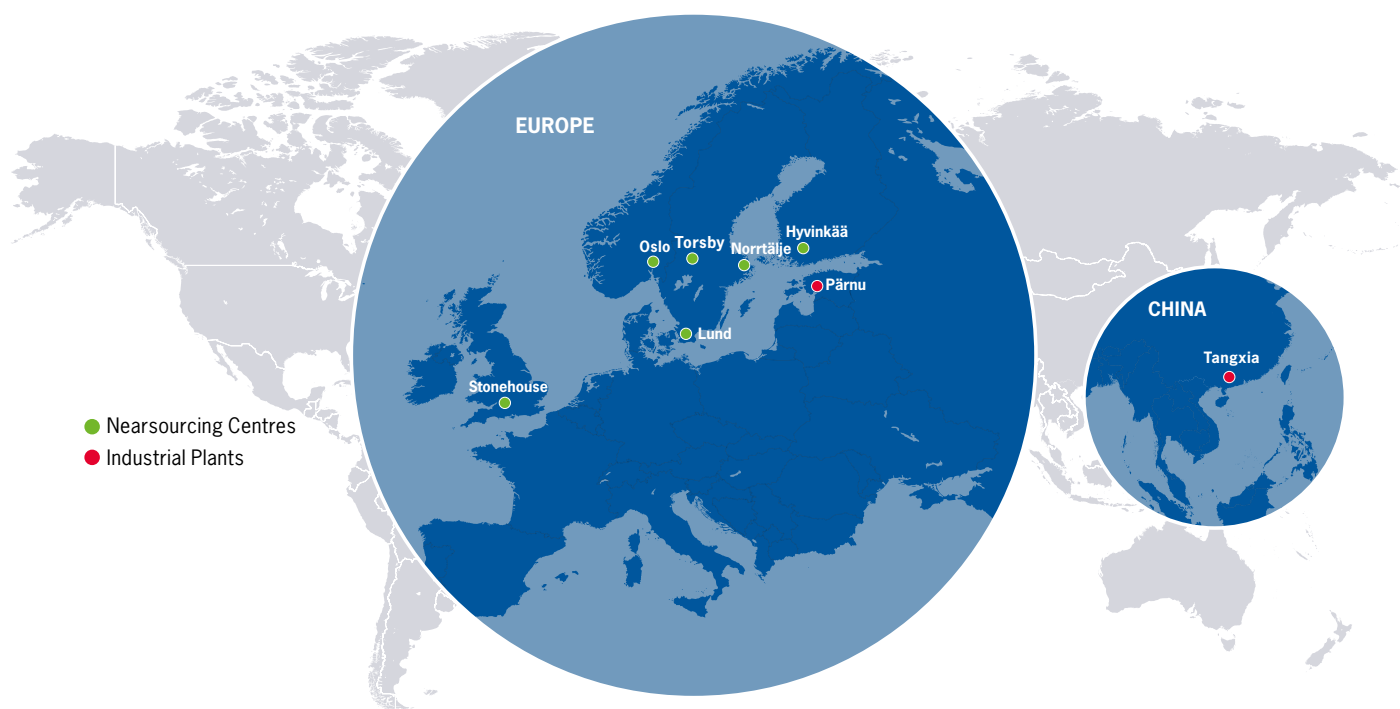 EUROPE
Hyvinkää
Oslo
Torsby
Norrtälje
Pärnu
CHINA
Lund
Tangxia
Stonehouse
Nearsourcing Centres
Industrial Plants